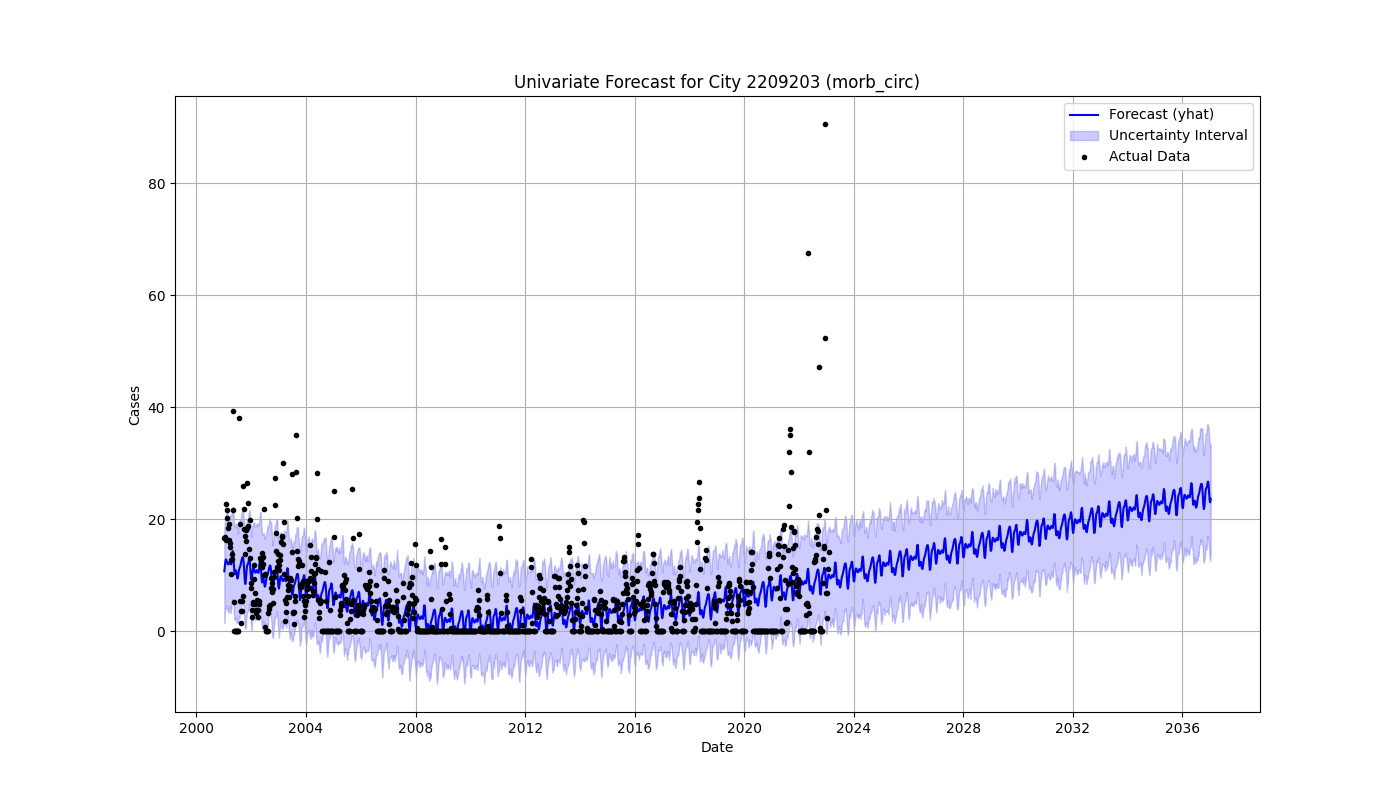 Univariate Forecast for City 2209203 (morb_circ)
Forecast (yhat)
Uncertainty Interval
Actual Data
Cases
80
60
40
20
0
2000 2004 2008 2012 2016 2020 2024 2028 2032 2036
Date